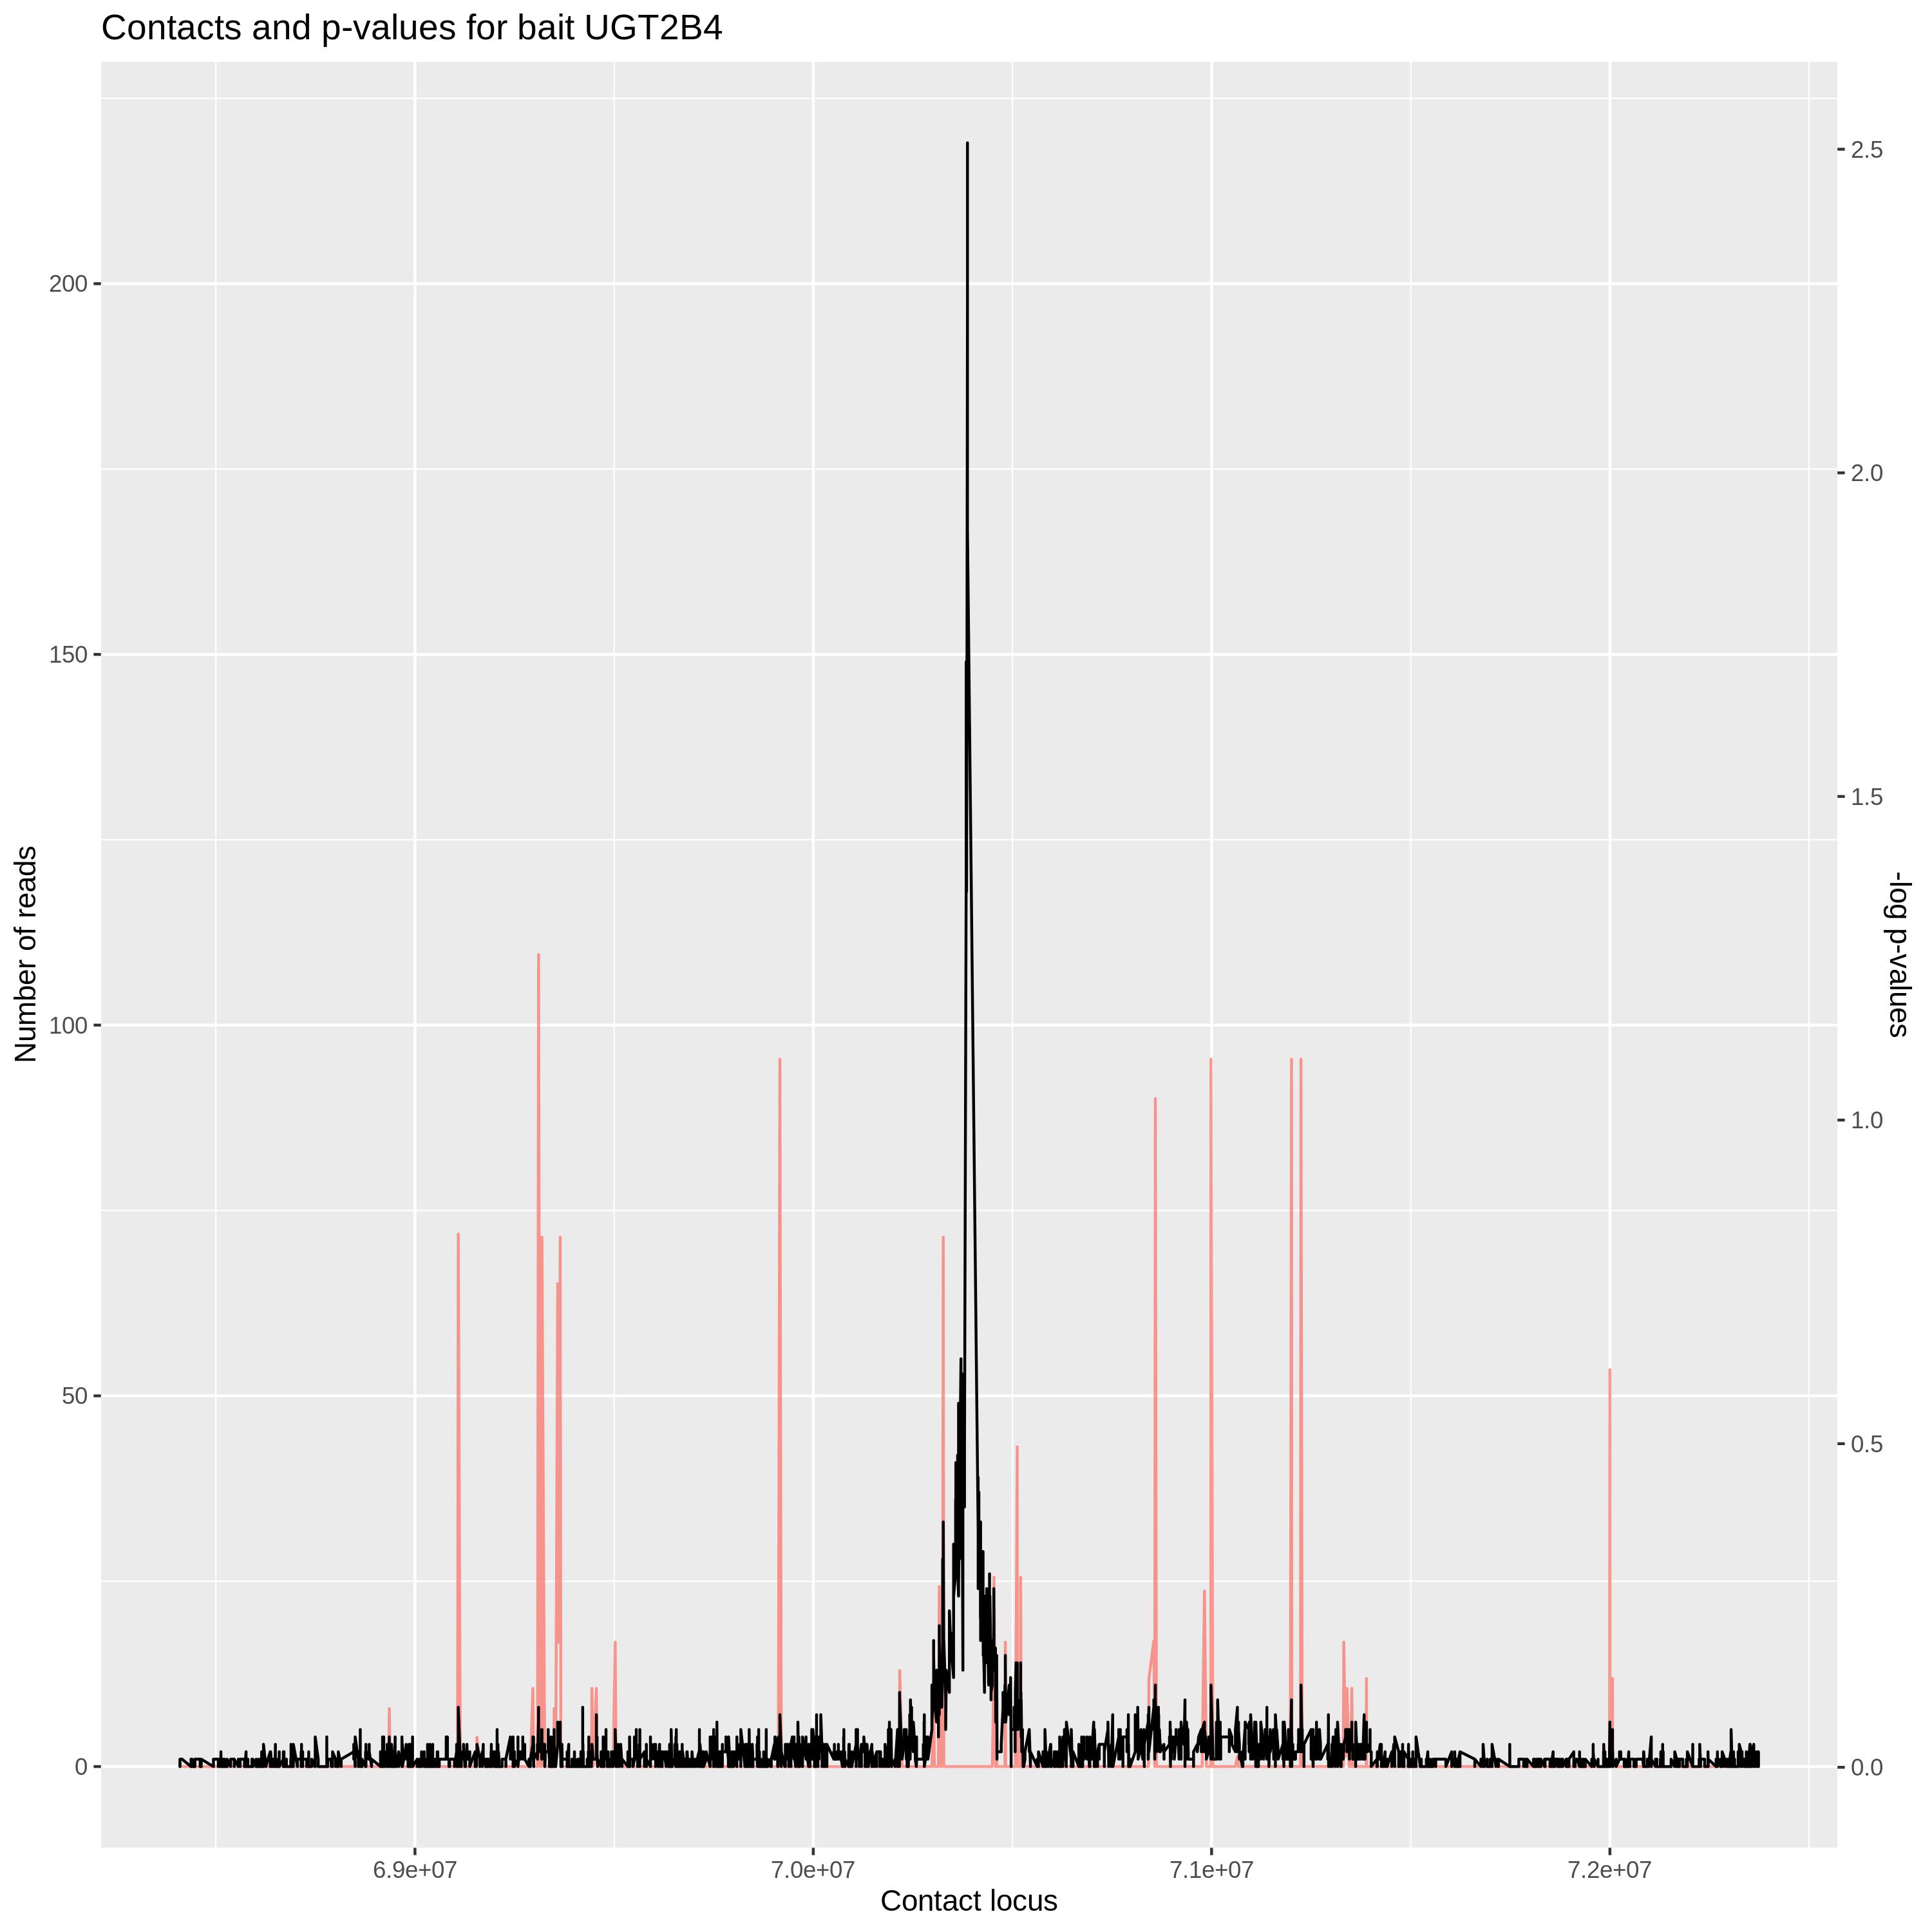 Contacts and p-values for bait UGT2B4
Number of reads
200
150
100
50
0
2.5
2.0
1.5
1.0
0.5
0.0
-log p-values
6.9e+07
7.0e+07
7.1e+07
7.2e+07
Contact locus